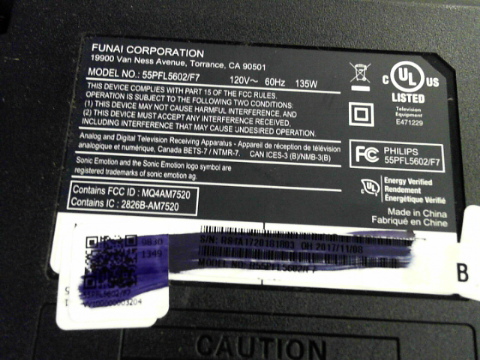 FUNAI CORPORATION
19900 Van Ness Avenue, Torrance, CA 90501
MODEL NO.: 55PFL5602/F7 120V~ 60Hz 135W
THIS DEVICE COMPLIES WITH PART 15 OF THE FCC RULES.
OPERATION IS SUBJECT TO THE FOLLOWING TWO CONDITIONS:
(1) THIS DEVICE MAY NOT CAUSE HARMFUL INTERFERENCE, AND
(2) THIS DEVICE MUST ACCEPT ANY INTERFERENCE RECEIVED,
INCLUDING INTERFERENCE THAT MAY CAUSE UNDESIRED OPERATION.
Analog and Digital Television Receiving Apparatus - Appareil de réception de télévision
analogique et numérique, Canada BETS-7 / NTMR-7. CAN ICES-3 (B)/NMB-3(B)
Sonic Emotion and the Sonic Emotion logo symbol are
registered trademarks of sonic emotion ag.
Contains FCC ID : MQ4AM7520
Contains IC : 2826B-AM7520
C UL US
LISTED
Television Equipment
E471229
FC PHILIPS
55PFL5602/F7
UL Energy Verified
Rendement
Énergétique Vérifié
Made in China
Fabriqué en Chine
1349
B
CAUTION